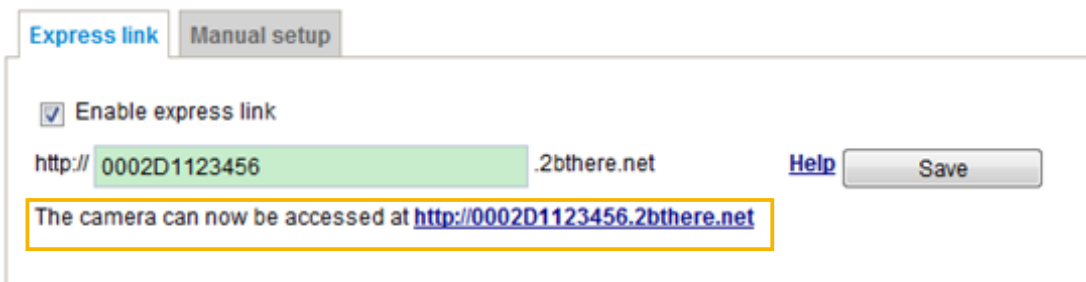 Express link Manual setup
Enable express link
http:// 0002D1123456 .2bthere.net Help Save
The camera can now be accessed at http://0002D1123456.2bthere.net